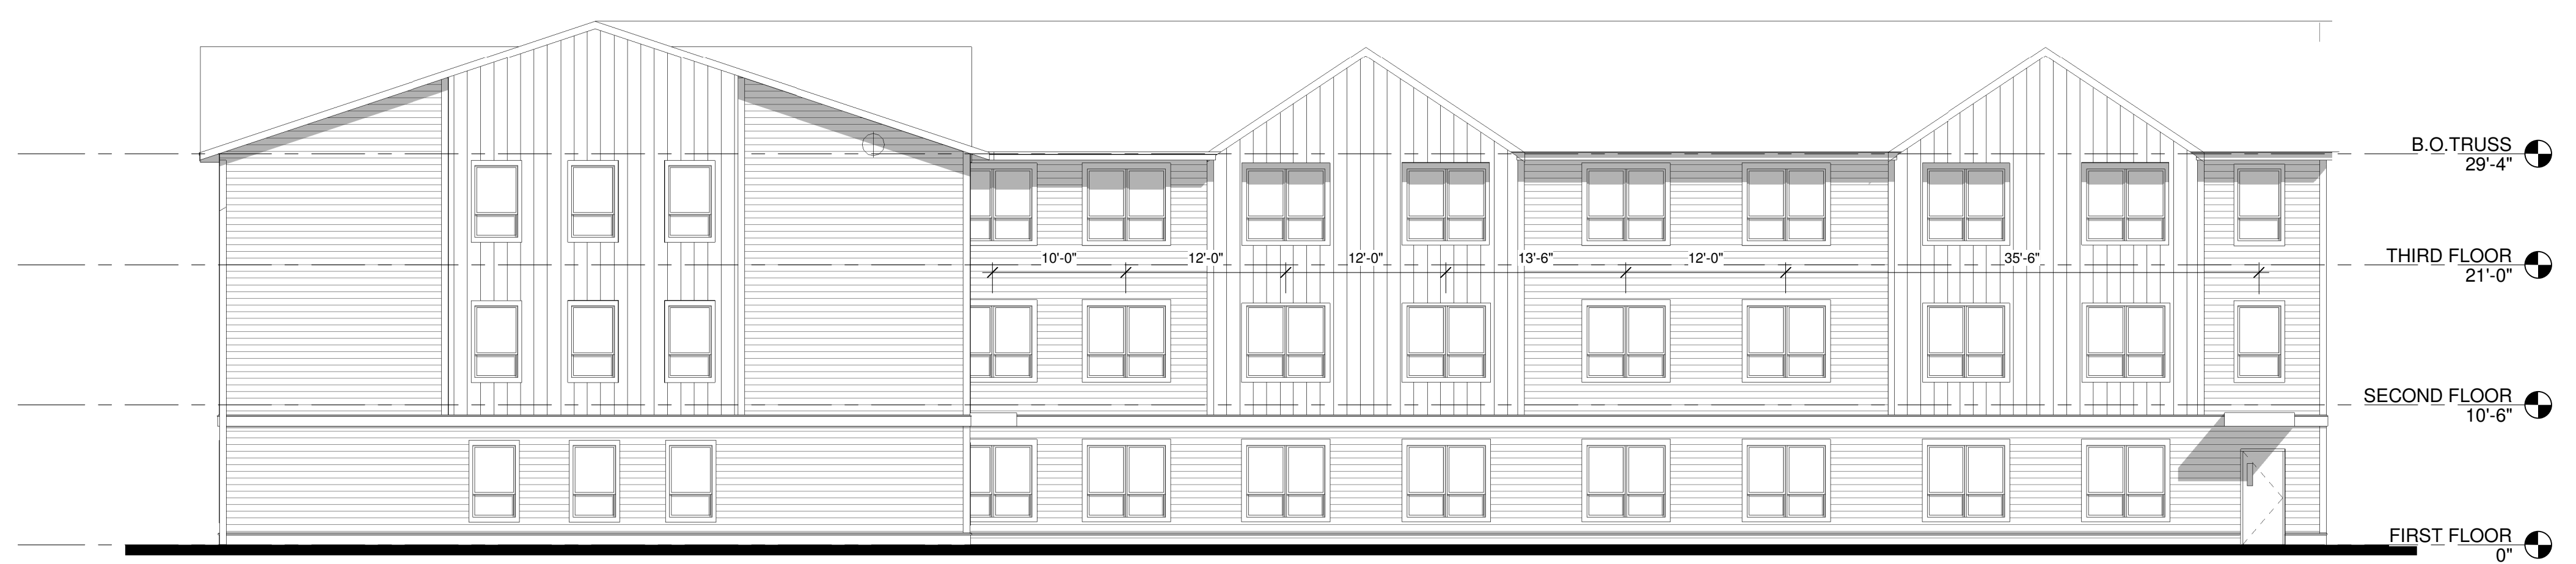 B.O.TRUSS
29'-4"
10'-0" 12'-0" 12'-0" 13'-6" 12'-0" 35'-6"
THIRD FLOOR
21'-0"
SECOND FLOOR
10'-6"
FIRST FLOOR
0"